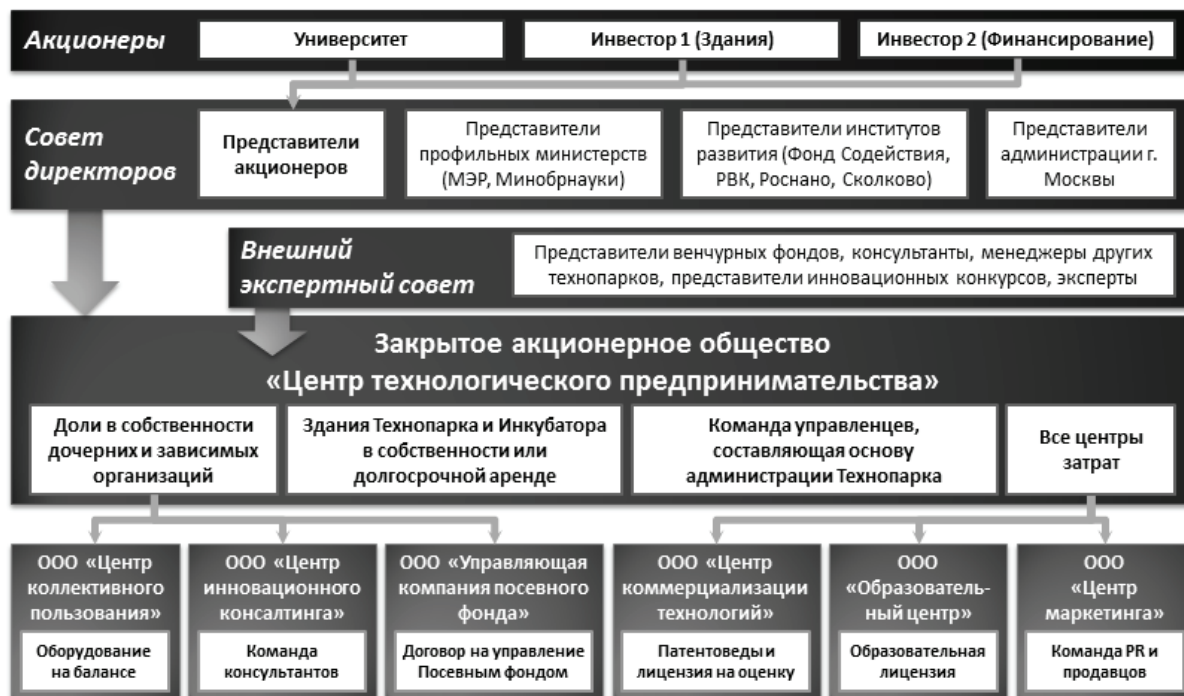 Акционеры
Университет
Инвестор 1 (Здания)
Инвестор 2 (Финансирование)
Совет
директоров
Представители
акционеров
Представители
профильных министерств
(МЭР, Минобрнауки)
Представители институтов
развития (Фонд Содействия,
РВК, Роснано, Сколково)
Представители
администрации г.
Москвы
Внешний
экспертный совет
Представители венчурных фондов, консультанты, менеджеры других
технопарков, представители инновационных конкурсов, эксперты
Закрытое акционерное общество
«Центр технологического предпринимательства»
Доли в собственности
дочерних и зависимых
организаций
Здания Технопарка и Инкубатора
в собственности или
долгосрочной аренде
Команда управленцев,
составляющая основу
администрации Технопарка
Все центры
затрат
ООО «Центр
коллективного
пользования»
Оборудование
на балансе
ООО «Центр
инновационного
консалтинга»
Команда
консультантов
ООО «Управляющая
компания посевного
фонда»
Договор на управление
Посевным фондом
ООО «Центр
коммерциализации
технологий»
Патентоведы и
лицензия на оценку
ООО
«Образователь-
ный центр»
Образовательная
лицензия
ООО
«Центр
маркетинга»
Команда PR и
продавцов